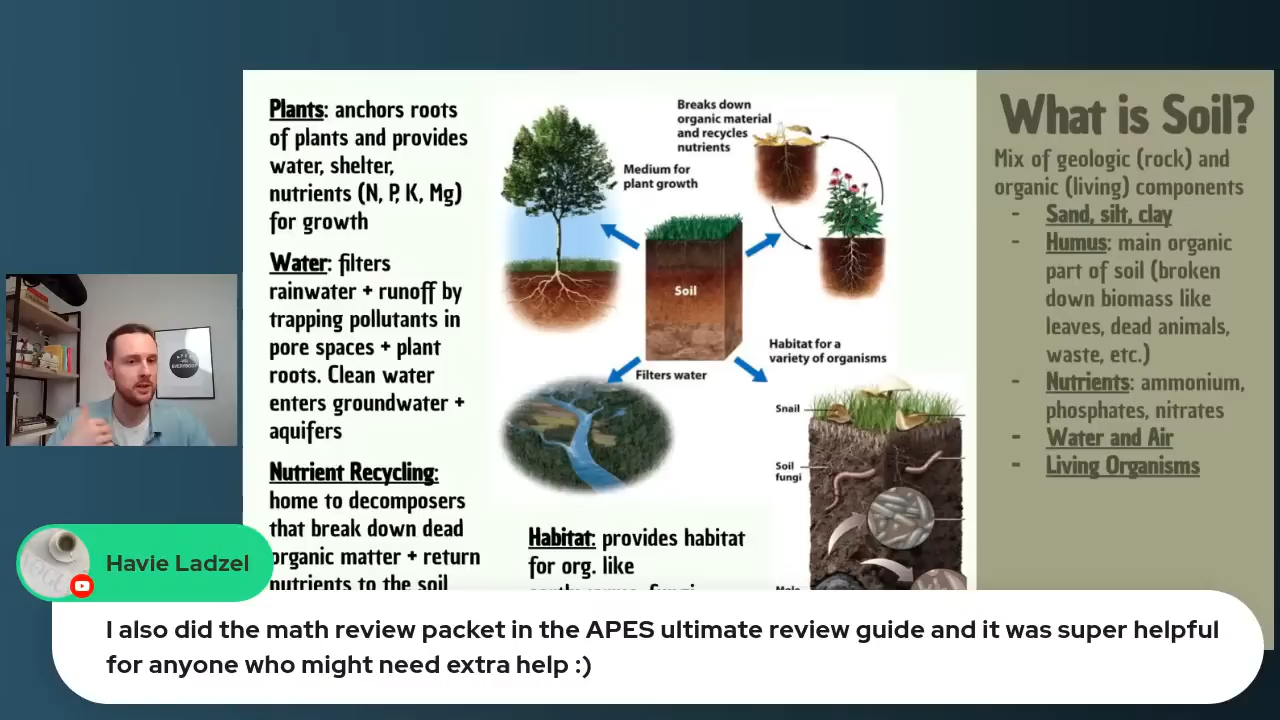 Plants: anchors roots
of plants and provides
water, shelter,
nutrients (N, P, K, Mg)
for growth
Water: filters
rainwater + runoff by
trapping pollutants in
pore spaces + plant
roots. Clean water
enters groundwater +
aquifers
Nutrient Recycling:
home to decomposers
that break down dead
organic matter + return
nutrients to the soil
Breaks down
organic material
and recycles
nutrients
Medium for
plant growth
Soil
Filters water
Habitat for a
variety of organisms
Snail
Soil
fungi
Mole
Habitat: provides habitat
for org. like
What is Soil?
Mix of geologic (rock) and
organic (living) components
- Sand, silt, clay
- Humus: main organic
part of soil (broken
down biomass like
leaves, dead animals,
waste, etc.)
- Nutrients: ammonium,
phosphates, nitrates
- Water and Air
- Living Organisms
Havie Ladzel
I also did the math review packet in the APES ultimate review guide and it was super helpful
for anyone who might need extra help :)